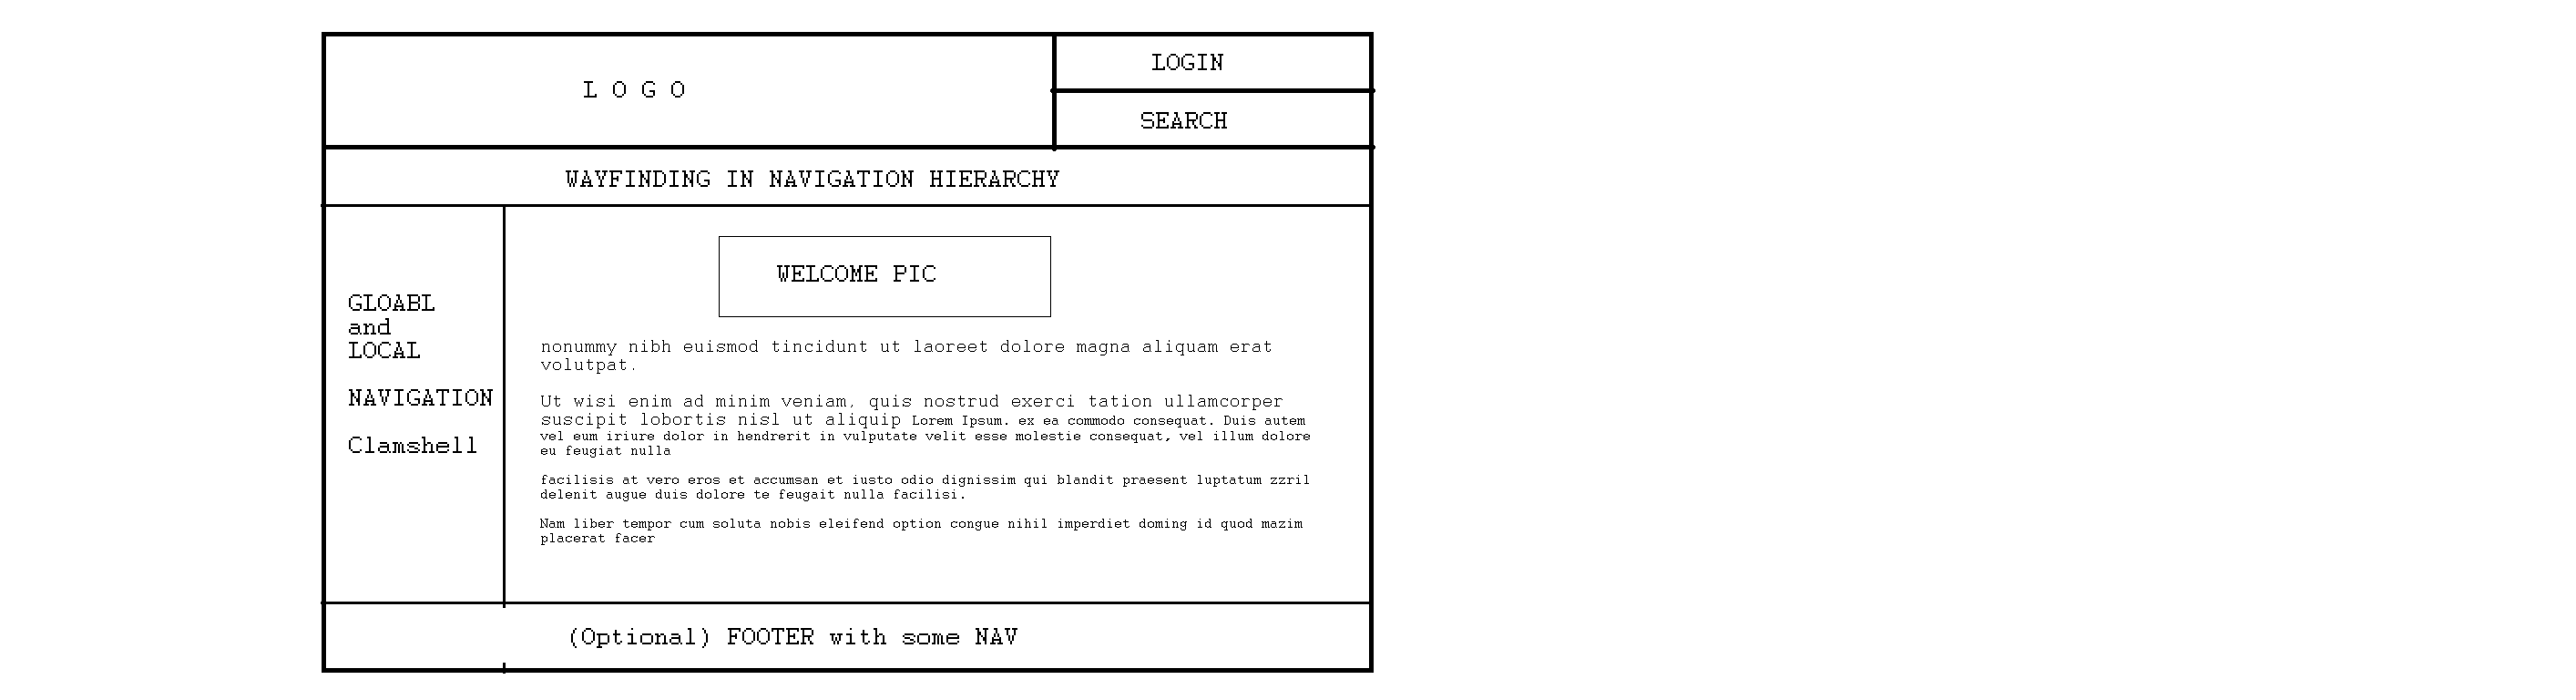 L O G O
LOGIN
SEARCH
WAYFINDING IN NAVIGATION HIERARCHY
GLOABL
and
LOCAL
NAVIGATION
Clamshell
WELCOME PIC
nonummy nibh euismod tincidunt ut laoreet dolore magna aliquam erat
volutpat.
Ut wisi enim ad minim veniam, quis nostrud exerci tation ullamcorper
suscipit lobortis nisl ut aliquip Lorem Ipsum. ex ea commodo consequat. Duis autem
vel eum iriure dolor in hendrerit in vulputate velit esse molestie consequat, vel illum dolore
eu feugiat nulla
facilisis at vero eros et accumsan et iusto odio dignissim qui blandit praesent luptatum zzril
delenit augue duis dolore te feugait nulla facilisi.
Nam liber tempor cum soluta nobis eleifend option congue nihil imperdiet doming id quod mazim
placerat facer
(Optional) FOOTER with some NAV